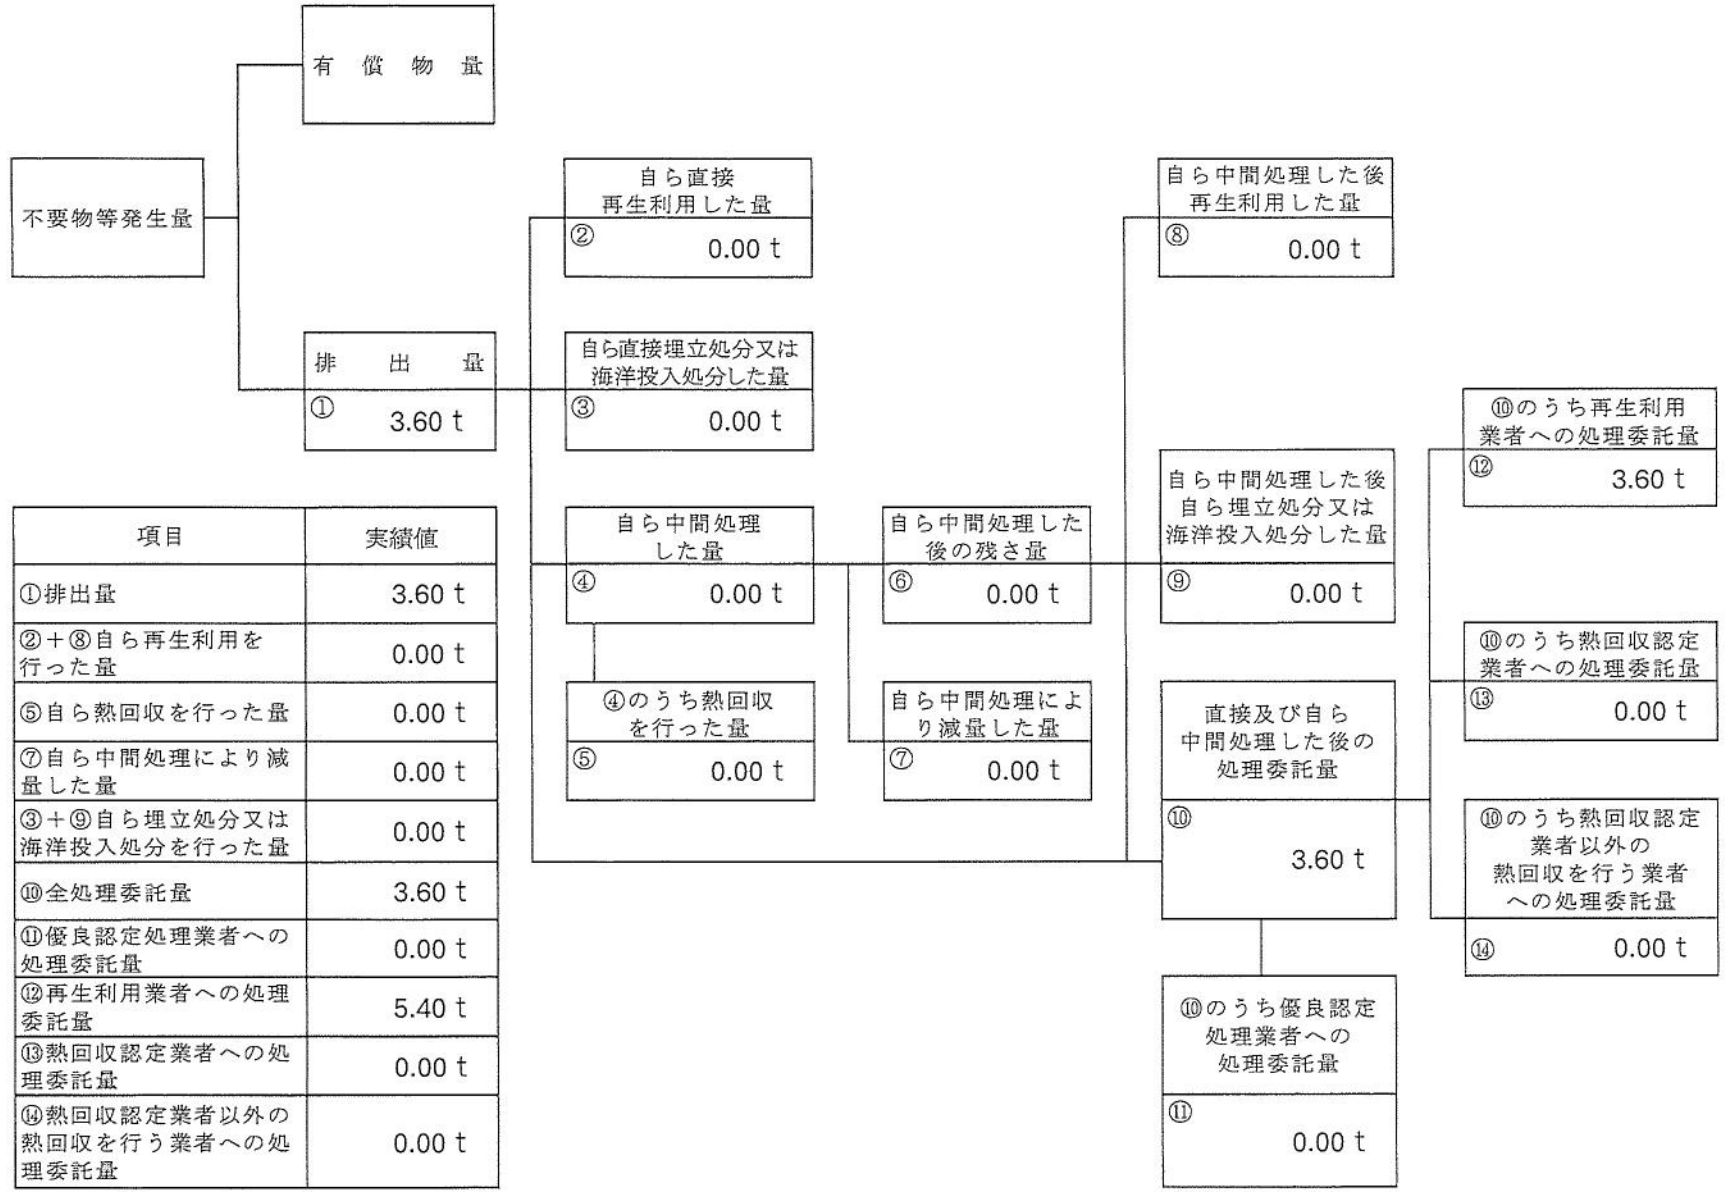 有償物量
不要物等発生量
自ら直接
再生利用した量
②
0.00 t
自ら中間処理した後
再生利用した量
⑧
0.00 t
排出量
①
3.60 t
自ら直接埋立処分又は
海洋投入処分した量
③
0.00 t
⑩のうち再生利用
業者への処理委託量
⑫
3.60 t
自ら中間処理
した量
④
0.00 t
自ら中間処理した
後の残さ量
⑥
0.00 t
自ら中間処理した後
自ら埋立処分又は
海洋投入処分した量
⑨
0.00 t
⑩のうち熱回収認定
業者への処理委託量
⑬
0.00 t
④のうち熱回収
を行った量
⑤
0.00 t
自ら中間処理によ
り減量した量
⑦
0.00 t
直接及び自ら
中間処理した後の
処理委託量
⑩
3.60 t
⑩のうち熱回収認定
業者以外の
熱回収を行う業者
への処理委託量
⑭
0.00 t
⑩のうち優良認定
処理業者への
処理委託量
⑪
0.00 t
項目 実績値
①排出量 3.60 t
②+⑧自ら再生利用を
行った量
0.00 t
⑤自ら熱回収を行った量 0.00 t
⑦自ら中間処理により減
量した量
0.00 t
③+⑨自ら埋立処分又は
海洋投入処分を行った量
0.00 t
⑩全処理委託量 3.60 t
⑪優良認定処理業者への
処理委託量
0.00 t
⑫再生利用業者への処理
委託量
5.40 t
⑬熱回収認定業者への処
理委託量
0.00 t
⑭熱回収認定業者以外の
熱回収を行う業者への処
理委託量
0.00 t